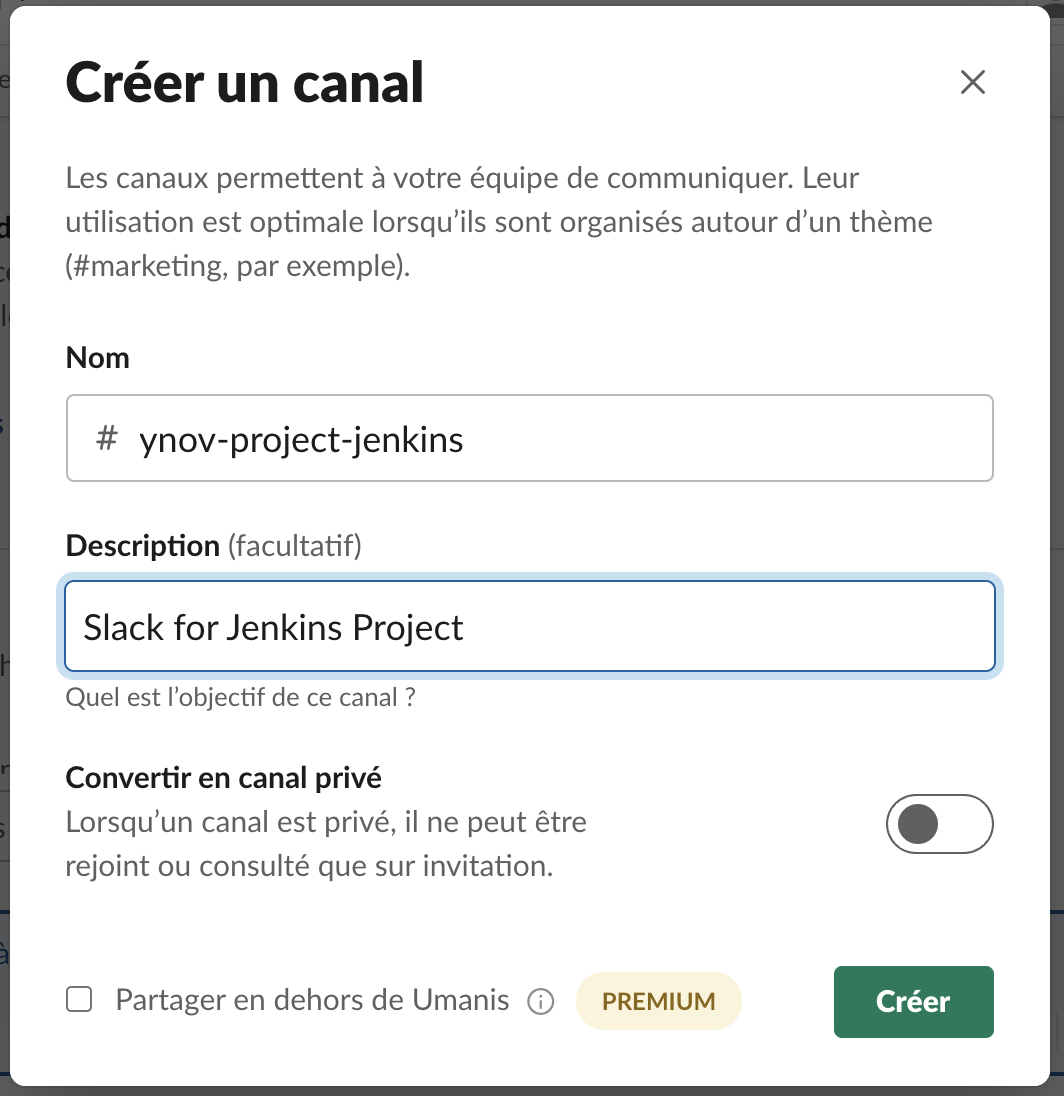 Créer un canal
Les canaux permettent à votre équipe de communiquer. Leur
utilisation est optimale lorsqu’ils sont organisés autour d’un thème
(#marketing, par exemple).
Nom
# ynov-project-jenkins
Description (facultatif)
Slack for Jenkins Project
Quel est l’objectif de ce canal ?
Convertir en canal privé
Lorsqu’un canal est privé, il ne peut être
rejoint ou consulté que sur invitation.
Partager en dehors de Umanis PREMIUM Créer